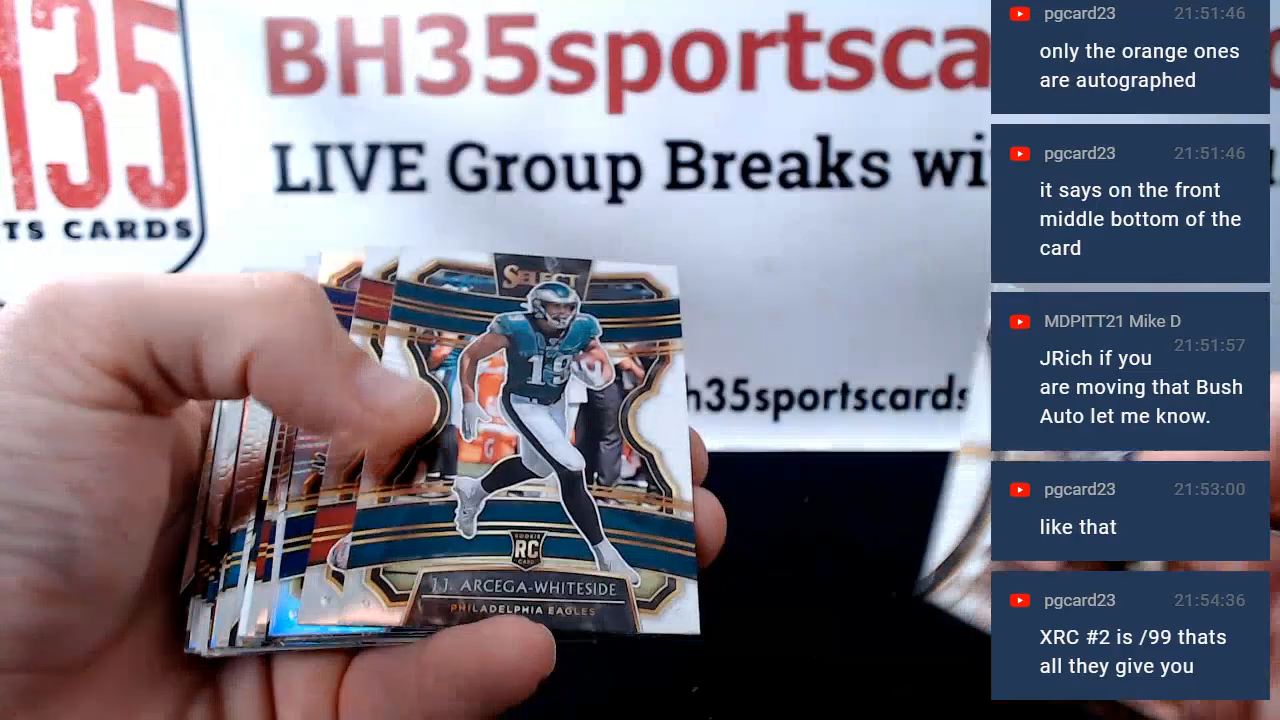 135
TS CARDS
BH35sportsca
LIVE Group Breaks wi
h35sportscards
SELECT
19
ROOKIE
RC
CARD
J.J. ARCEGA-WHITESIDE
PHILADELPHIA EAGLES
pgcard23 21:51:46
only the orange ones
are autographed
pgcard23 21:51:46
it says on the front
middle bottom of the
card
MDPITT21 Mike D
21:51:57
JRich if you
are moving that Bush
Auto let me know.
pgcard23 21:53:00
like that
pgcard23 21:54:36
XRC #2 is /99 thats
all they give you